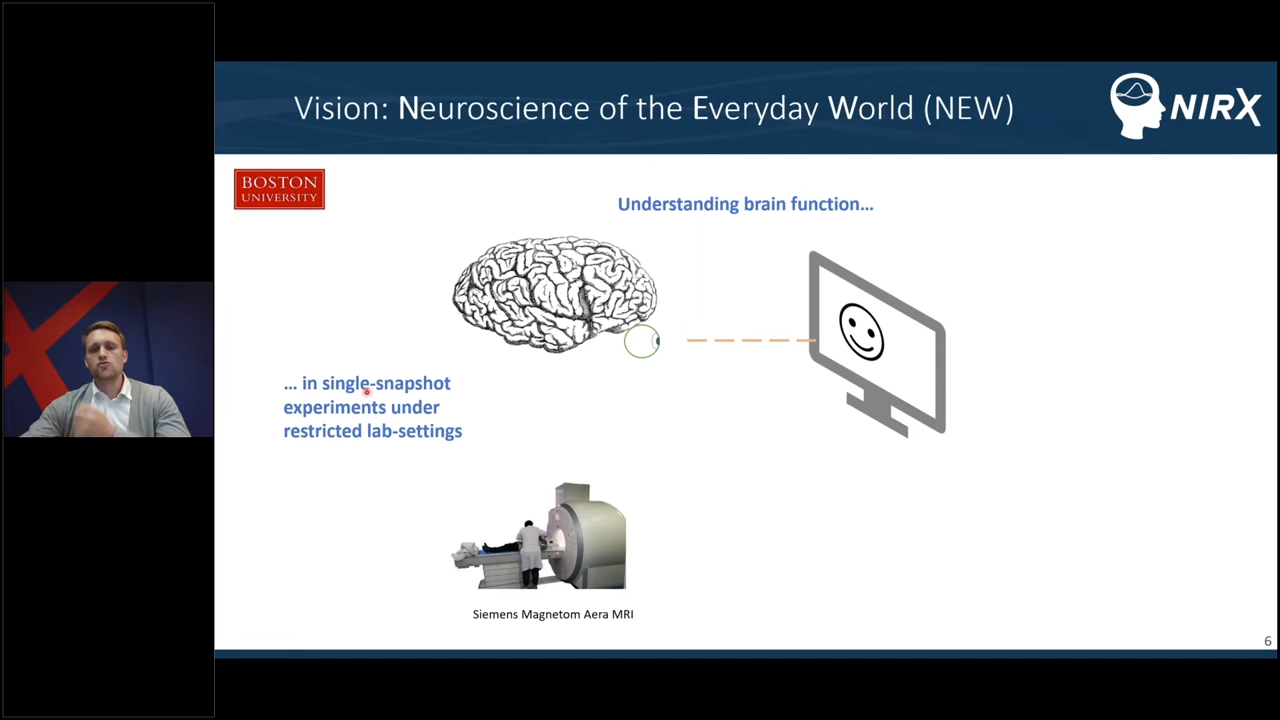 Vision: Neuroscience of the Everyday World (NEW)
NIRX
BOSTON
UNIVERSITY
Understanding brain function...
... in single-snapshot
experiments under
restricted lab-settings
Siemens Magnetom Aera MRI
6